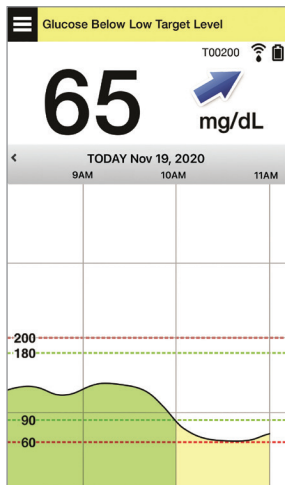 Glucose Below Low Target Level
T00200
65
mg/dL
< TODAY Nov 19, 2020
9AM 10AM 11AM
200
180
90
60